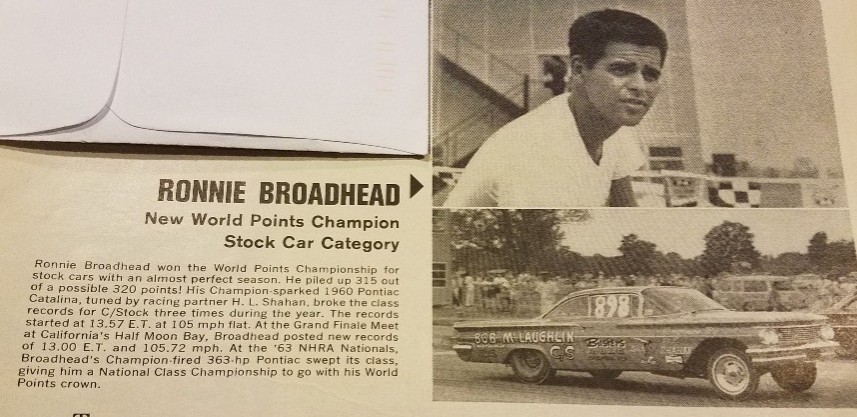 RONNIE BROADHEAD
New World Points Champion
Stock Car Category
Ronnie Broadhead won the World Points Championship for
stock cars with an almost perfect season. He piled up 315 out
of a possible 320 points! His Champion-sparked 1960 Pontiac
Catalina, tuned by racing partner H. L. Shahan, broke the class
records for C/Stock three times during the year. The records
started at 13.57 E.T. at 105 mph flat. At the Grand Finale Meet
at California's Half Moon Bay, Broadhead posted new records
of 13.00 E.T. and 105.72 mph. At the '63 NHRA Nationals,
Broadhead's Champion-fired 363-hp Pontiac swept its class,
giving him a National Class Championship to go with his World
Points crown.
898
BOB McLAUGHLIN
C/S